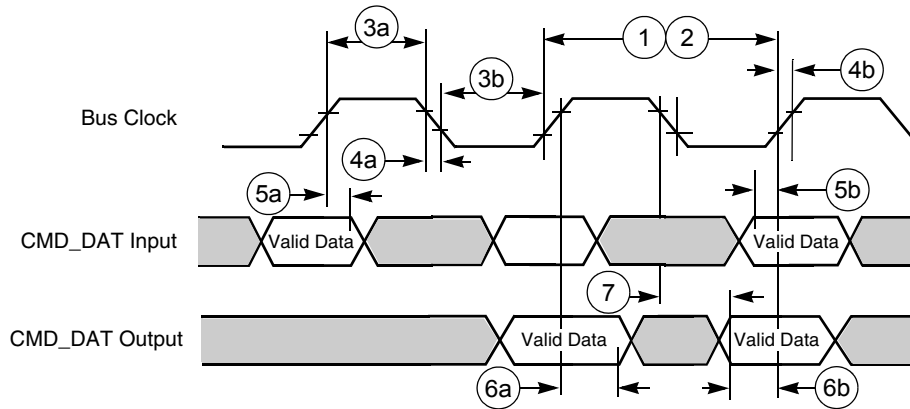 3a
1 2
3b
4b
Bus Clock
4a
5a
5b
CMD_DAT Input
Valid Data
Valid Data
7
CMD_DAT Output
Valid Data
Valid Data
6a
6b